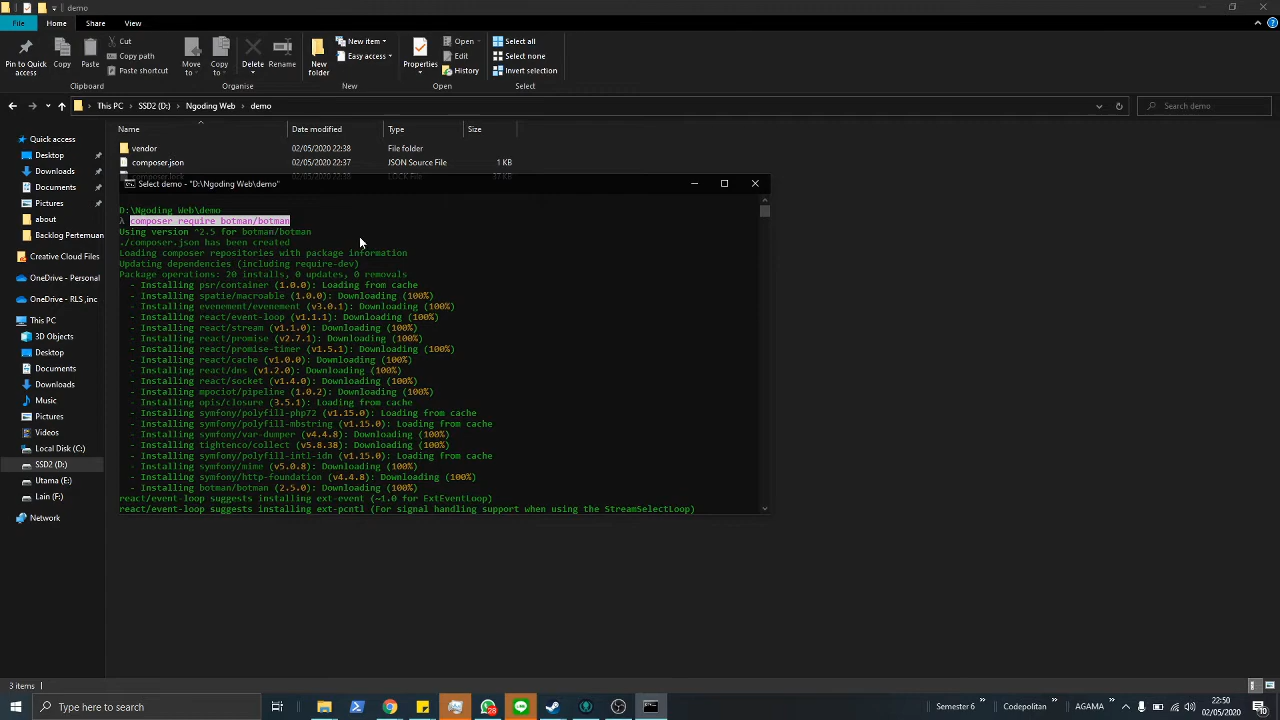 demo
File
Home
Share
View
Pin to Quick access
Copy
Paste
Cut
Copy path
Paste shortcut
Clipboard
Move to
Copy to
Delete
Rename
Organise
New folder
New item
Easy access
New
Properties
Open
Edit
History
Open
Select all
Select none
Invert selection
Select
This PC > SSD2 (D:) > Ngoding Web > demo
Search demo
Name Date modified Type Size
vendor 02/05/2020 22:38 File folder
composer.json 02/05/2020 22:37 JSON Source File 1 KB
composer.lock 02/05/2020 22:38 LOCK File 37 KB
Quick access
Desktop
Downloads
Documents
Pictures
about
Backlog Pertemuan
Creative Cloud Files
OneDrive - Personal
OneDrive - RLS_inc
This PC
3D Objects
Desktop
Documents
Downloads
Music
Pictures
Videos
Local Disk (C:)
SSD2 (D:)
Utama (E:)
Lain (F:)
Network
Select demo - "D:\Ngoding Web\demo"
D:\Ngoding Web\demo
λ composer require botman/botman
Using version ^2.5 for botman/botman
./composer.json has been created
Loading composer repositories with package information
Updating dependencies (including require-dev)
Package operations: 20 installs, 0 updates, 0 removals
- Installing psr/container (1.0.0): Loading from cache
- Installing spatie/macroable (1.0.0): Downloading (100%)
- Installing evenement/evenement (v3.0.1): Downloading (100%)
- Installing react/event-loop (v1.1.1): Downloading (100%)
- Installing react/stream (v1.1.0): Downloading (100%)
- Installing react/promise (v2.7.1): Downloading (100%)
- Installing react/promise-timer (v1.5.1): Downloading (100%)
- Installing react/cache (v1.0.0): Downloading (100%)
- Installing react/dns (v1.2.0): Downloading (100%)
- Installing react/socket (v1.4.0): Downloading (100%)
- Installing mpociot/pipeline (1.0.2): Downloading (100%)
- Installing opis/closure (3.5.1): Loading from cache
- Installing symfony/polyfill-php72 (v1.15.0): Loading from cache
- Installing symfony/polyfill-mbstring (v1.15.0): Loading from cache
- Installing symfony/var-dumper (v4.4.8): Downloading (100%)
- Installing tightenco/collect (v5.8.38): Downloading (100%)
- Installing symfony/polyfill-intl-idn (v1.15.0): Loading from cache
- Installing symfony/mime (v5.0.8): Downloading (100%)
- Installing symfony/http-foundation (v4.4.8): Downloading (100%)
- Installing botman/botman (2.5.0): Downloading (100%)
react/event-loop suggests installing ext-event (~1.0 for ExtEventLoop)
react/event-loop suggests installing ext-pcntl (For signal handling support when using the StreamSelectLoop)
3 items
Type here to search
28
Semester 6
Codepolitan
AGAMA
22:50
02/05/2020